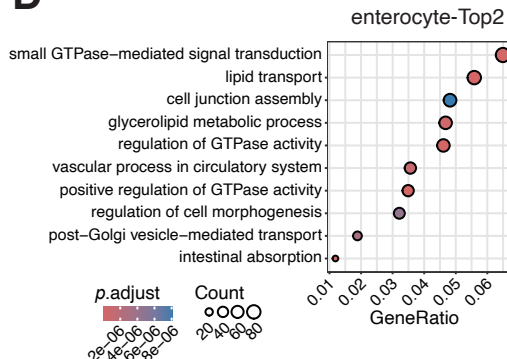 D
enterocyte-Top2
small GTPase−mediated signal transduction
lipid transport
cell junction assembly
glycerolipid metabolic process
regulation of GTPase activity
vascular process in circulatory system
positive regulation of GTPase activity
regulation of cell morphogenesis
post−Golgi vesicle−mediated transport
intestinal absorption
0.01 0.02 0.03 0.04 0.05 0.06
GeneRatio
p.adjust
2e−06 4e−06 6e−06 8e−06
Count
20 40 60 80